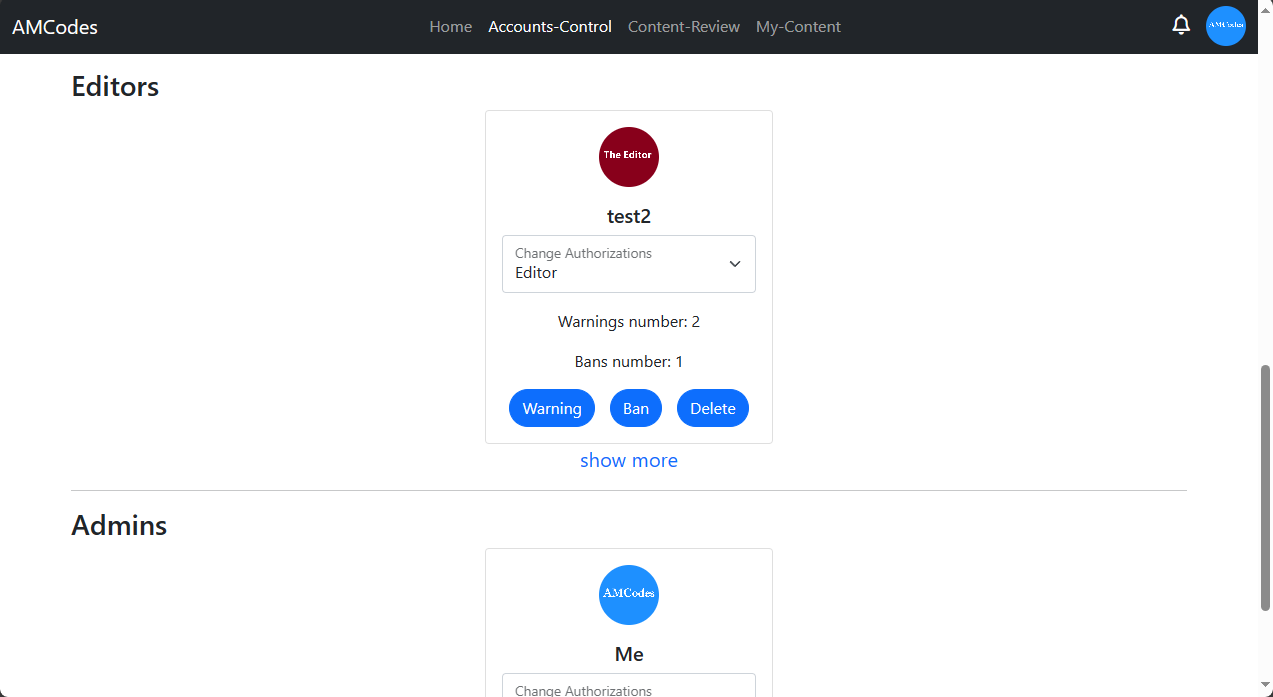 AMCodes
Home Accounts-Control Content-Review My-Content
AMCodes
Editors
The Editor
test2
Change Authorizations
Editor
Warnings number: 2
Bans number: 1
Warning Ban Delete
show more
Admins
AMCodes
Me
Change Authorizations